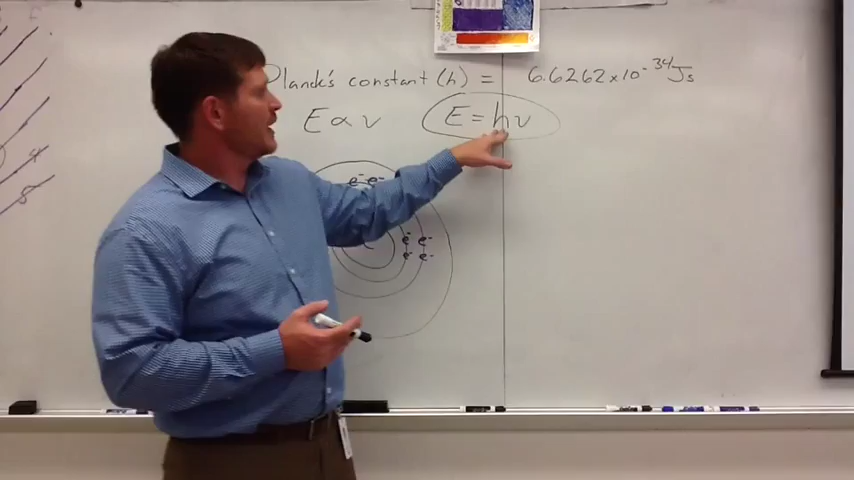 Planck's constant (h) = 6.6262 x 10⁻³⁴ Js
E ∝ ν E = hν
e⁻ e⁻
e⁻ e⁻
e⁻ e⁻